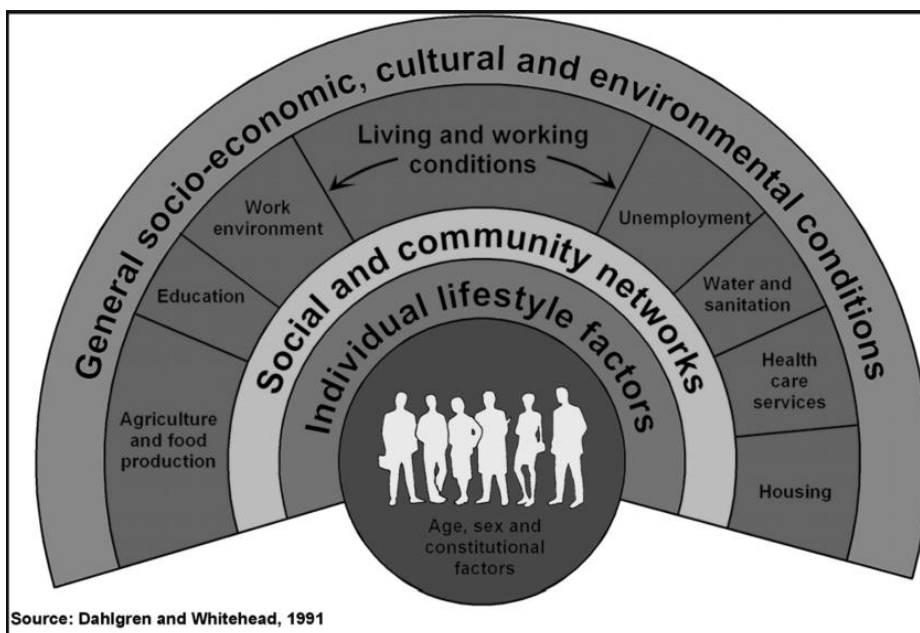 General socio-economic, cultural and environmental conditions
Living and working
conditions
Work
environment
Unemployment
Education
Water and
sanitation
Agriculture
and food
production
Health
care
services
Housing
Social and community networks
Individual lifestyle factors
Age, sex and
constitutional
factors
Source: Dahlgren and Whitehead, 1991